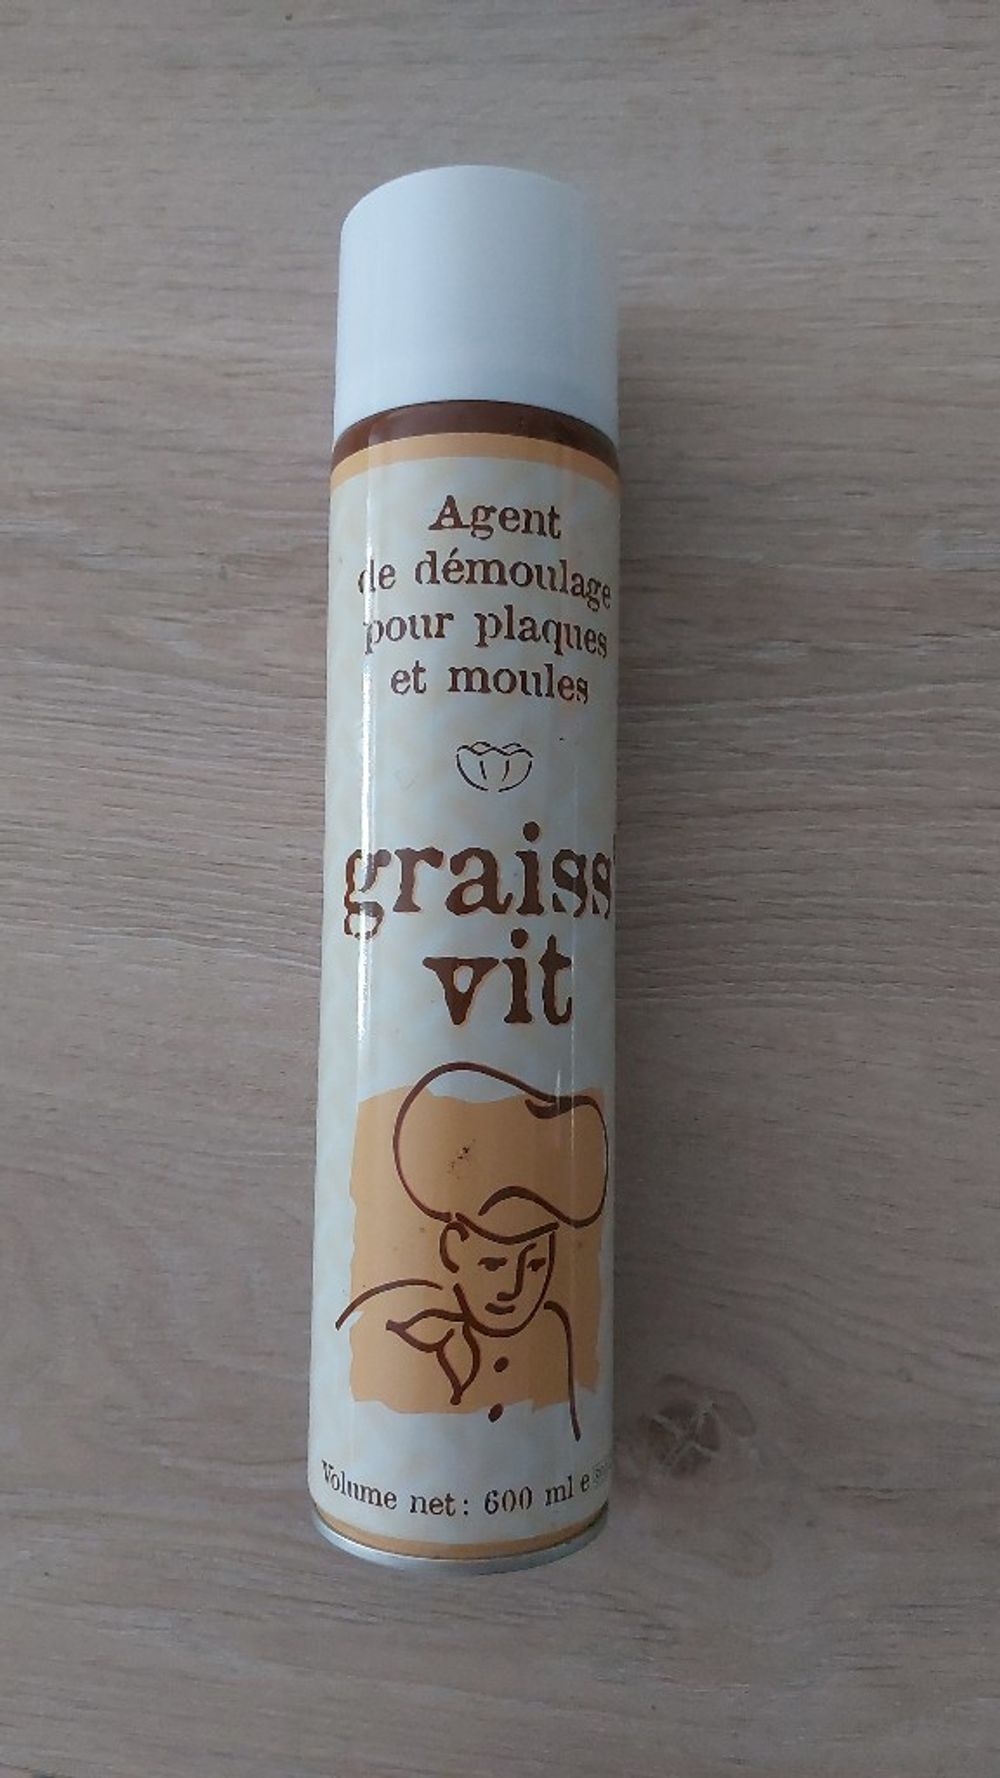 Agent
de démoulage
pour plaques
et moules
graiss'
vit
Volume net: 600 ml e